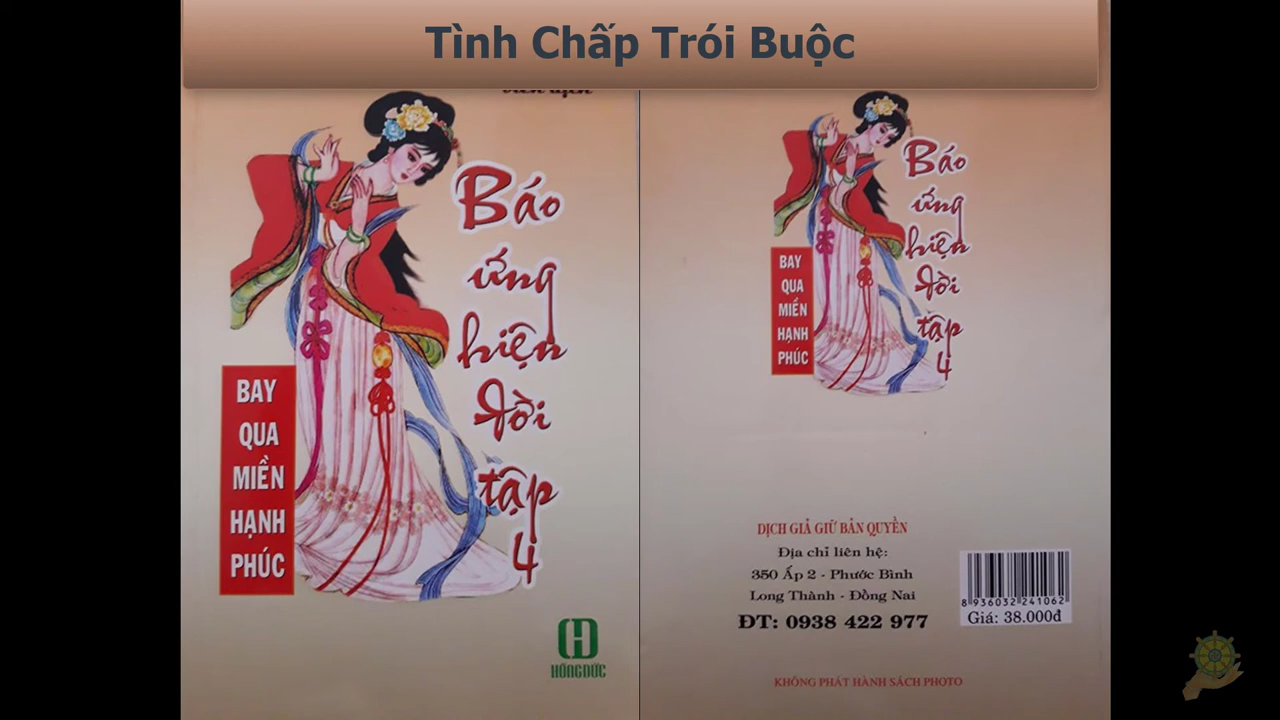 Tình Chấp Trói Buộc
Báo
ứng
hiện
đời
tập
4
BAY
QUA
MIỀN
HẠNH
PHÚC
HỒNG ĐỨC
Báo
ứng
hiện
đời
tập
4
BAY
QUA
MIỀN
HẠNH
PHÚC
DỊCH GIẢ GIỮ BẢN QUYỀN
Địa chỉ liên hệ:
350 Ấp 2 - Phước Bình
Long Thành - Đồng Nai
ĐT: 0938 422 977
8 936032 241062
Giá: 38.000đ
KHÔNG PHÁT HÀNH SÁCH PHOTO